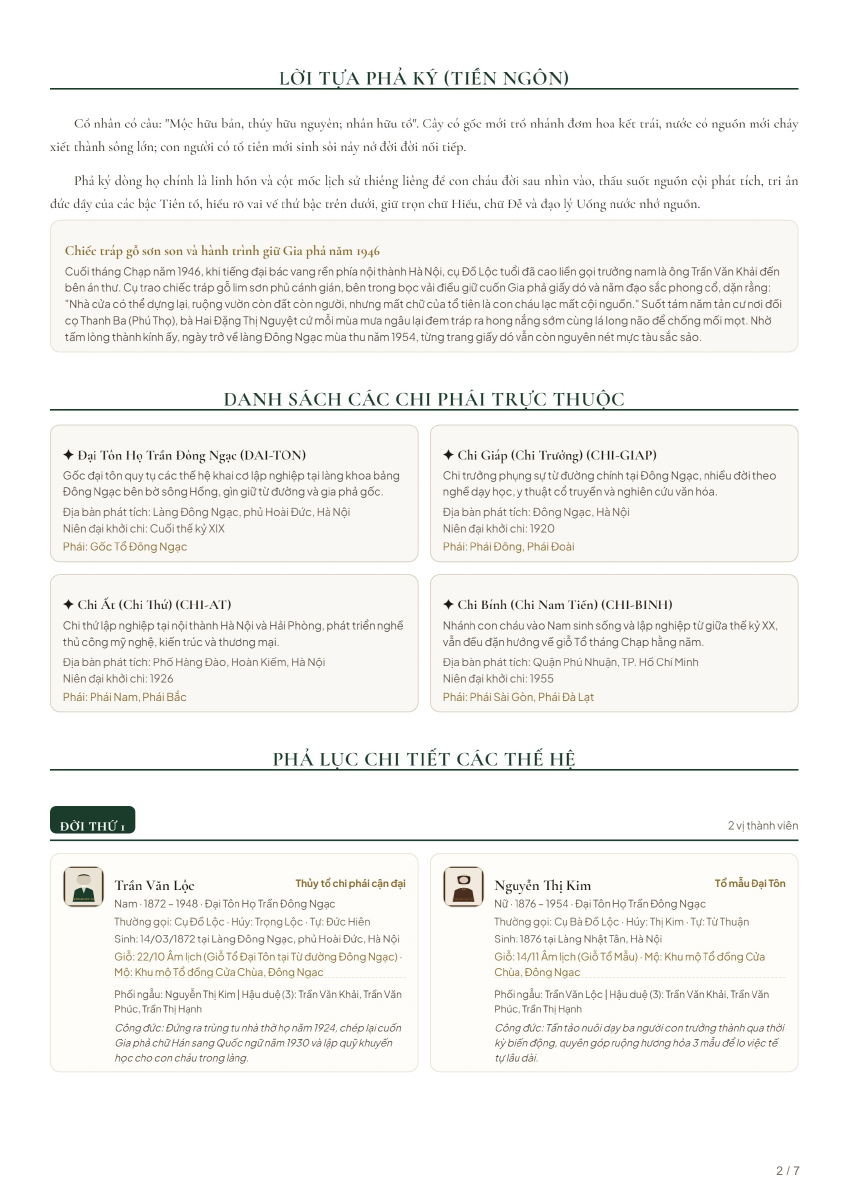 LỜI TỰA PHẢ KÝ (TIỀN NGÔN)
Cổ nhân có câu: "Mộc hữu bản, thủy hữu nguyên; nhân hữu tổ". Cây có gốc mới trổ nhánh đơm hoa kết trái, nước có nguồn mới chảy
xiết thành sông lớn; con người có tổ tiên mới sinh sôi nảy nở đời đời nối tiếp.
Phả ký dòng họ chính là linh hồn và cột mốc lịch sử thiêng liêng để con cháu đời sau nhìn vào, thấu suốt nguồn cội phát tích, tri ân
đức dày của các bậc Tiên tổ, hiểu rõ vai vế thứ bậc trên dưới, giữ trọn chữ Hiếu, chữ Đễ và đạo lý Uống nước nhớ nguồn.
Chiếc tráp gỗ sơn son và hành trình giữ Gia phả năm 1946
Cuối tháng Chạp năm 1946, khi tiếng đại bác vang rền phía nội thành Hà Nội, cụ Đồ Lộc tuổi đã cao liền gọi trưởng nam là ông Trần Văn Khải đến
bên án thư. Cụ trao chiếc tráp gỗ lim sơn phủ cánh gián, bên trong bọc vải điều giữ cuốn Gia phả giấy dó và năm đạo sắc phong cổ, dặn rằng:
"Nhà cửa có thể dựng lại, ruộng vườn còn đất còn người, nhưng mất chữ của tổ tiên là con cháu lạc mất cội nguồn." Suốt tám năm tản cư nơi đồi
cọ Thanh Ba (Phú Thọ), bà Hai Đặng Thị Nguyệt cứ mỗi mùa mưa ngâu lại đem tráp ra hong nắng sớm cùng lá long não để chống mối mọt. Nhờ
tấm lòng thành kính ấy, ngày trở về làng Đông Ngạc mùa thu năm 1954, từng trang giấy dó vẫn còn nguyên nét mực tàu sắc sảo.
DANH SÁCH CÁC CHI PHÁI TRỰC THUỘC
✦ Đại Tôn Họ Trần Đông Ngạc (DAI-TON)
Gốc đại tôn quy tụ các thế hệ khai cơ lập nghiệp tại làng khoa bảng
Đông Ngạc bên bờ sông Hồng, gìn giữ từ đường và gia phả gốc.
Địa bàn phát tích: Làng Đông Ngạc, phủ Hoài Đức, Hà Nội
Niên đại khởi chi: Cuối thế kỷ XIX
Phái: Gốc Tổ Đông Ngạc
✦ Chi Giáp (Chi Trưởng) (CHI-GIAP)
Chi trưởng phụng sự từ đường chính tại Đông Ngạc, nhiều đời theo
nghề dạy học, y thuật cổ truyền và nghiên cứu văn hóa.
Địa bàn phát tích: Đông Ngạc, Hà Nội
Niên đại khởi chi: 1920
Phái: Phái Đông, Phái Đoài
✦ Chi Ất (Chi Thứ) (CHI-AT)
Chi thứ lập nghiệp tại nội thành Hà Nội và Hải Phòng, phát triển nghề
thủ công mỹ nghệ, kiến trúc và thương mại.
Địa bàn phát tích: Phố Hàng Đào, Hoàn Kiếm, Hà Nội
Niên đại khởi chi: 1926
Phái: Phái Nam, Phái Bắc
✦ Chi Bính (Chi Nam Tiến) (CHI-BINH)
Nhánh con cháu vào Nam sinh sống và lập nghiệp từ giữa thế kỷ XX,
vẫn đều đặn hướng về giỗ Tổ tháng Chạp hằng năm.
Địa bàn phát tích: Quận Phú Nhuận, TP. Hồ Chí Minh
Niên đại khởi chi: 1955
Phái: Phái Sài Gòn, Phái Đà Lạt
PHẢ LỤC CHI TIẾT CÁC THẾ HỆ
ĐỜI THỨ 1
2 vị thành viên
Trần Văn Lộc
Thủy tổ chi phái cận đại
Nam · 1872 – 1948 · Đại Tôn Họ Trần Đông Ngạc
Thường gọi: Cụ Đồ Lộc · Húy: Trọng Lộc · Tự: Đức Hiên
Sinh: 14/03/1872 tại Làng Đông Ngạc, phủ Hoài Đức, Hà Nội
Giỗ: 22/10 Âm lịch (Giỗ Tổ Đại Tôn tại Từ đường Đông Ngạc) ·
Mộ: Khu mộ Tổ đồng Cửa Chùa, Đông Ngạc
Phối ngẫu: Nguyễn Thị Kim | Hậu duệ (3): Trần Văn Khải, Trần Văn
Phúc, Trần Thị Hạnh
Công đức: Đứng ra trùng tu nhà thờ họ năm 1924, chép lại cuốn
Gia phả chữ Hán sang Quốc ngữ năm 1930 và lập quỹ khuyến
học cho con cháu trong làng.
Nguyễn Thị Kim
Tổ mẫu Đại Tôn
Nữ · 1876 – 1954 · Đại Tôn Họ Trần Đông Ngạc
Thường gọi: Cụ Bà Đồ Lộc · Húy: Thị Kim · Tự: Từ Thuận
Sinh: 1876 tại Làng Nhật Tân, Hà Nội
Giỗ: 14/11 Âm lịch (Giỗ Tổ Mẫu) · Mộ: Khu mộ Tổ đồng Cửa
Chùa, Đông Ngạc
Phối ngẫu: Trần Văn Lộc | Hậu duệ (3): Trần Văn Khải, Trần Văn
Phúc, Trần Thị Hạnh
Công đức: Tần tảo nuôi dạy ba người con trưởng thành qua thời
kỳ biến động, quyên góp ruộng hương hỏa 3 mẫu để lo việc tế
tự lâu dài.
2 / 7